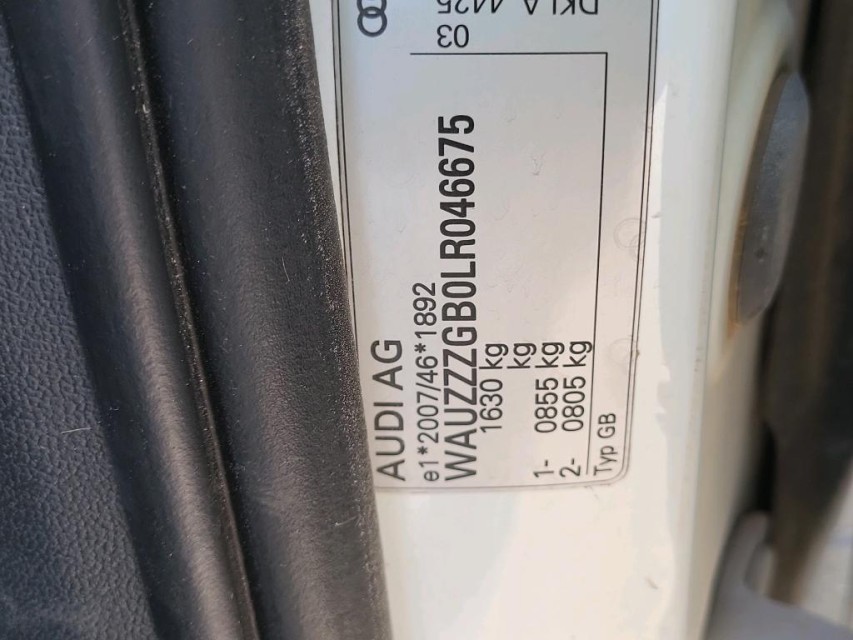 AUDI AG
e1*2007/46*1892
WAUZZZGB0LR046675
1630 kg
kg
1- 0855 kg
2- 0805 kg
Typ GB
03